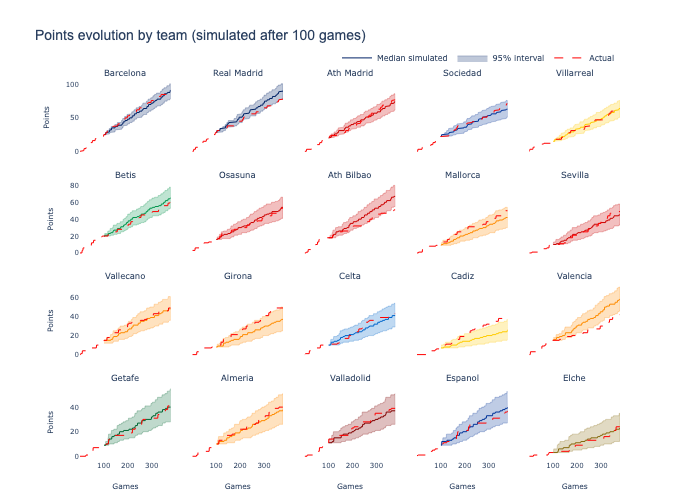 Points evolution by team (simulated after 100 games)
Median simulated 95% interval Actual
Barcelona Real Madrid Ath Madrid Sociedad Villarreal
100
50
0
Points
Betis Osasuna Ath Bilbao Mallorca Sevilla
80
60
40
20
0
Points
Vallecano Girona Celta Cadiz Valencia
60
40
20
0
Points
Getafe Almeria Valladolid Espanol Elche
40
20
0
Points
100 200 300 100 200 300 100 200 300 100 200 300 100 200 300
Games Games Games Games Games